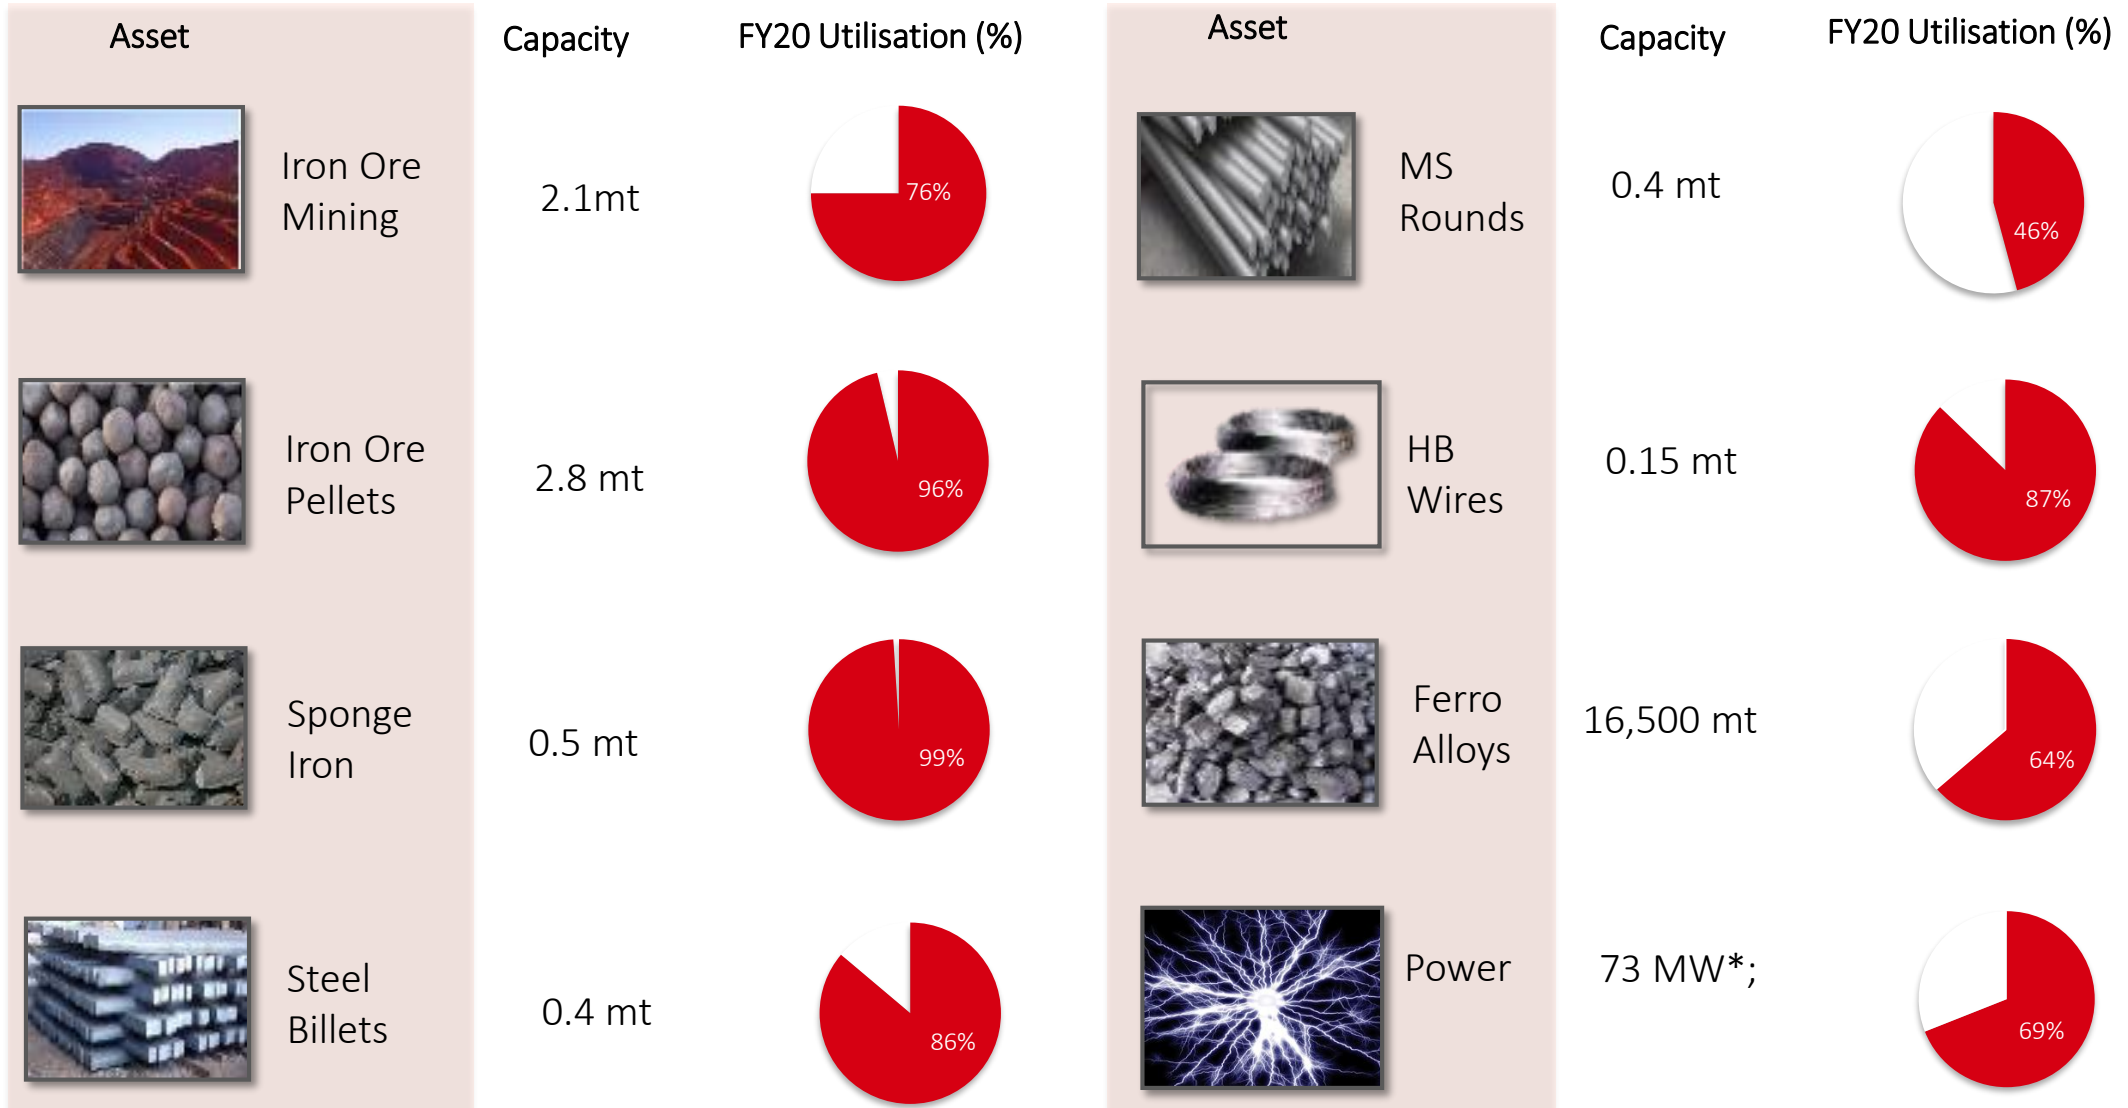 Asset
Capacity
FY20 Utilisation (%)
Iron Ore
Mining
2.1mt
76%
Iron Ore
Pellets
2.8 mt
96%
Sponge
Iron
0.5 mt
99%
Steel
Billets
0.4 mt
86%
Asset
Capacity
FY20 Utilisation (%)
MS
Rounds
0.4 mt
46%
HB
Wires
0.15 mt
87%
Ferro
Alloys
16,500 mt
64%
Power
73 MW*;
69%